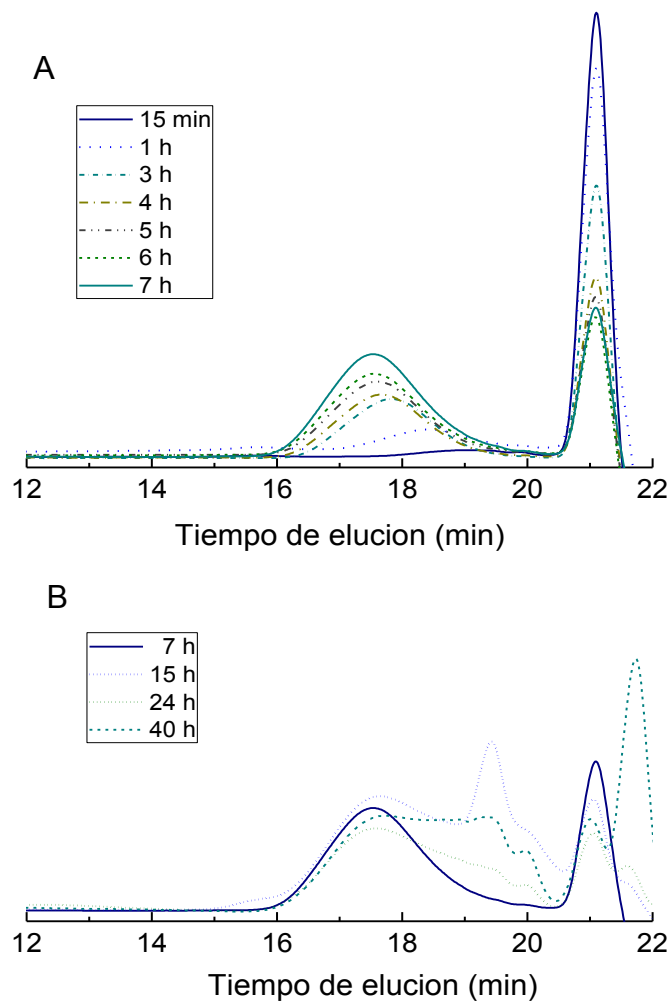 A
15 min
1 h
3 h
4 h
5 h
6 h
7 h
12 14 16 18 20 22
Tiempo de elucion (min)
B
7 h
15 h
24 h
40 h
12 14 16 18 20 22
Tiempo de elucion (min)